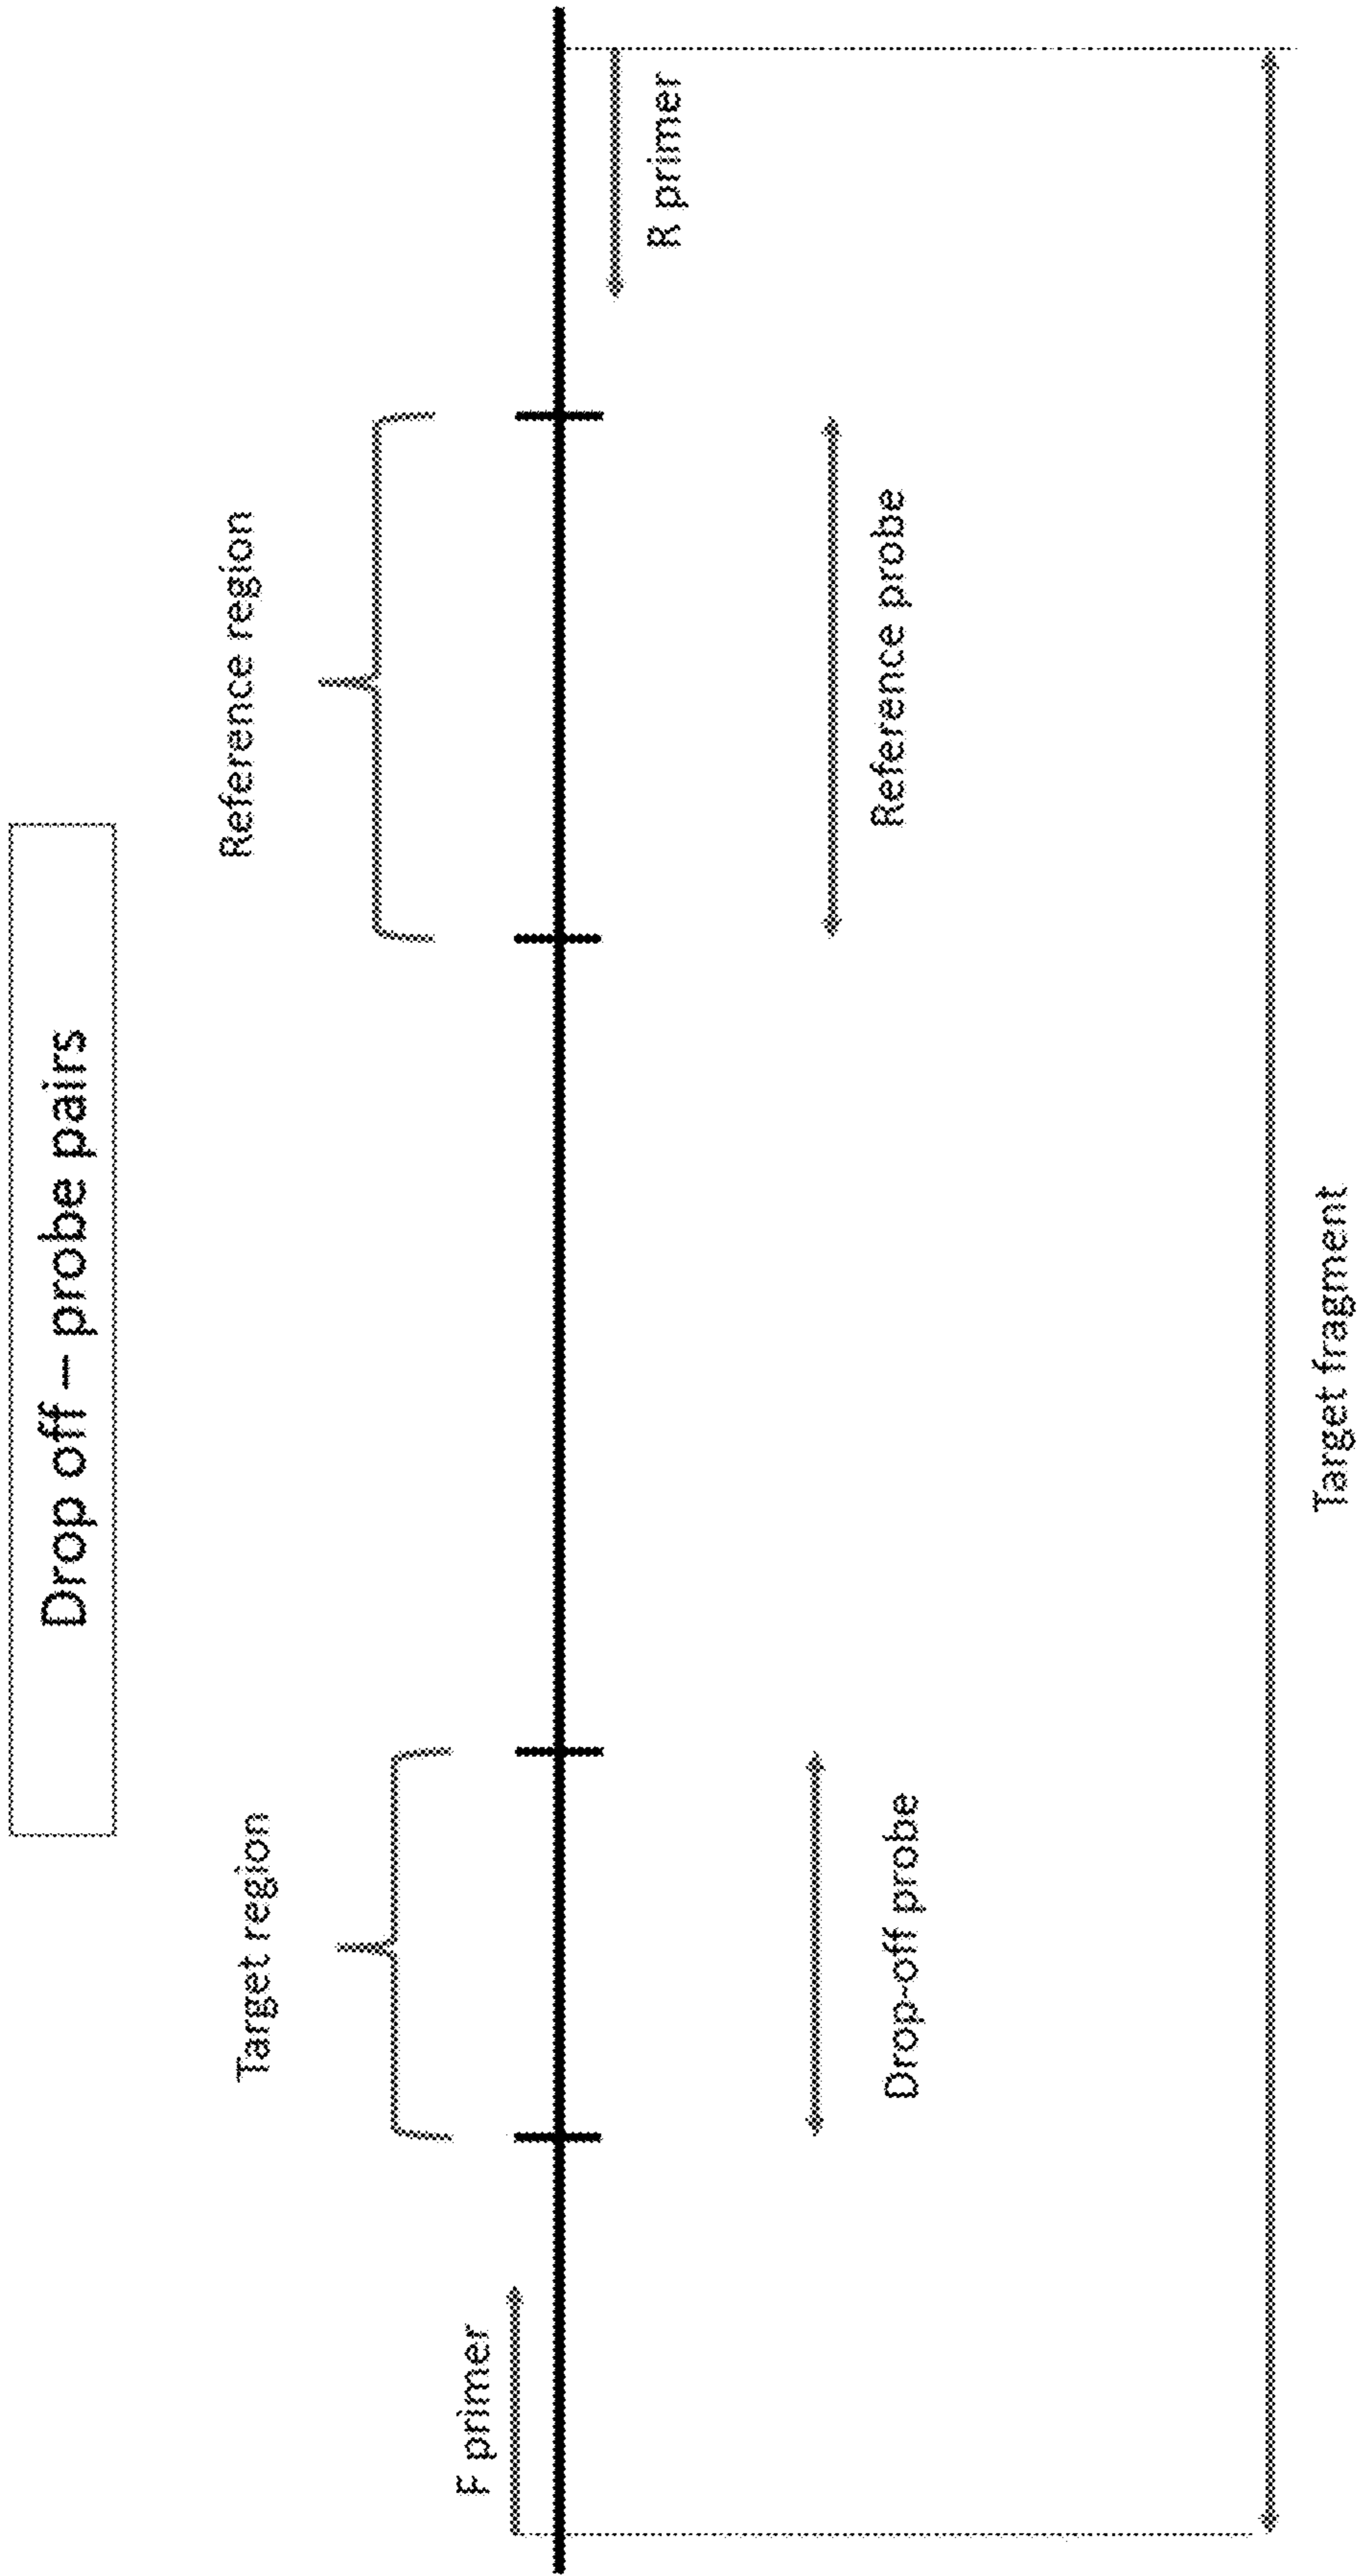 Drop off – probe pairs
Target region
Reference region
F primer
R primer
Drop-off probe
Reference probe
Target fragment